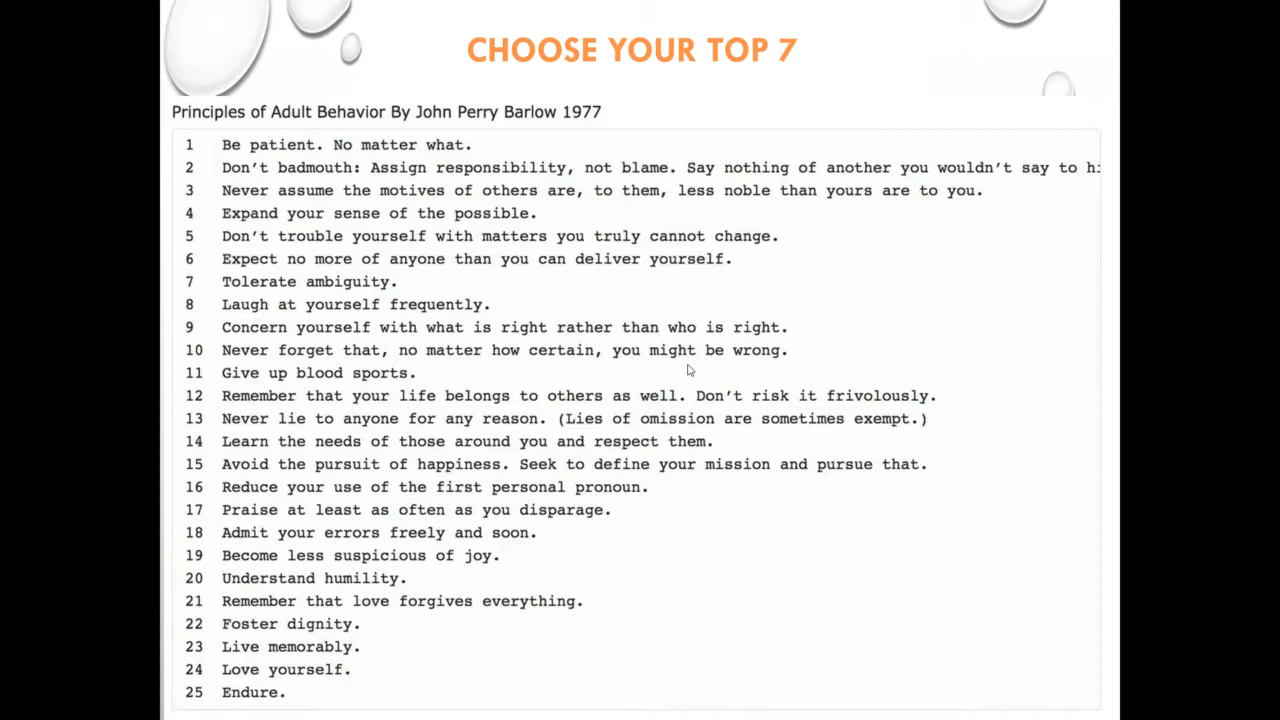 CHOOSE YOUR TOP 7
Principles of Adult Behavior By John Perry Barlow 1977
1 Be patient. No matter what.
2 Don’t badmouth: Assign responsibility, not blame. Say nothing of another you wouldn’t say to hi
3 Never assume the motives of others are, to them, less noble than yours are to you.
4 Expand your sense of the possible.
5 Don’t trouble yourself with matters you truly cannot change.
6 Expect no more of anyone than you can deliver yourself.
7 Tolerate ambiguity.
8 Laugh at yourself frequently.
9 Concern yourself with what is right rather than who is right.
10 Never forget that, no matter how certain, you might be wrong.
11 Give up blood sports.
12 Remember that your life belongs to others as well. Don’t risk it frivolously.
13 Never lie to anyone for any reason. (Lies of omission are sometimes exempt.)
14 Learn the needs of those around you and respect them.
15 Avoid the pursuit of happiness. Seek to define your mission and pursue that.
16 Reduce your use of the first personal pronoun.
17 Praise at least as often as you disparage.
18 Admit your errors freely and soon.
19 Become less suspicious of joy.
20 Understand humility.
21 Remember that love forgives everything.
22 Foster dignity.
23 Live memorably.
24 Love yourself.
25 Endure.